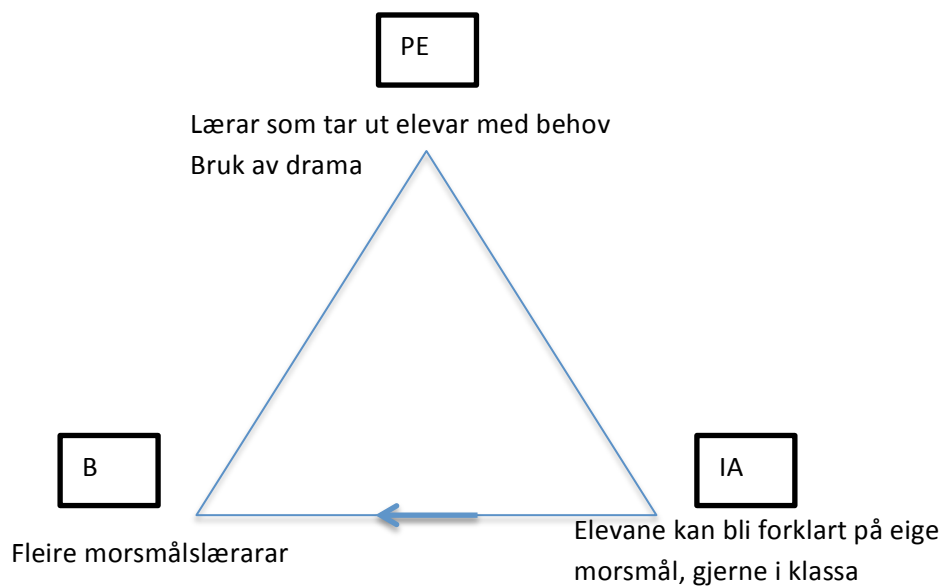 PE
Lærar som tar ut elevar med behov
Bruk av drama
B
IA
Fleire morsmålslærarar
Elevane kan bli forklart på eige
morsmål, gjerne i klassa